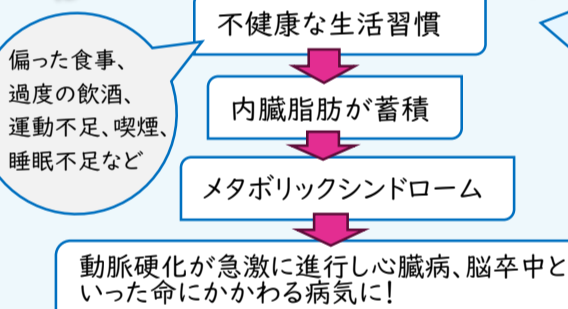 不健康な生活習慣
偏った食事、
過度の飲酒、
運動不足、喫煙、
睡眠不足など
内臓脂肪が蓄積
メタボリックシンドローム
動脈硬化が急激に進行し心臓病、脳卒中と
いった命にかかわる病気に!